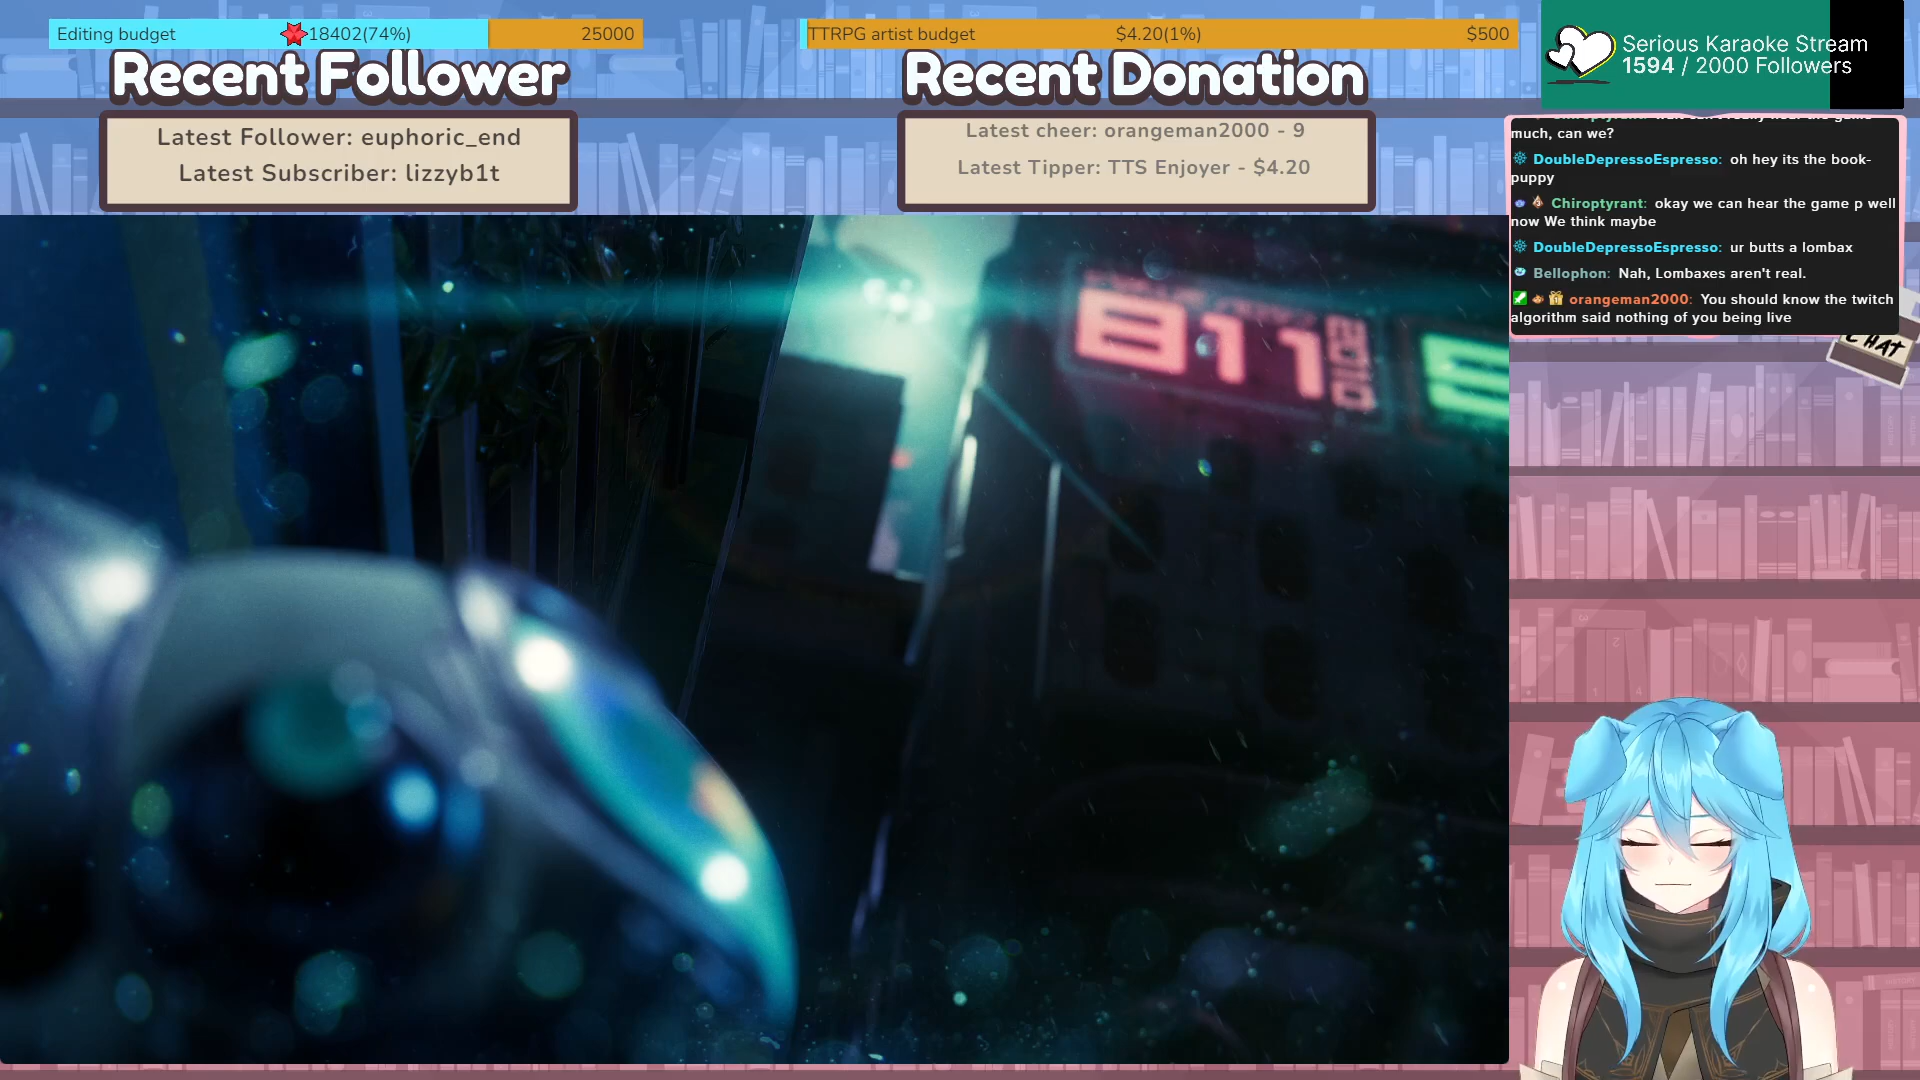 Editing budget 18402(74%) 25000
TTRPG artist budget $4.20(1%) $500
Serious Karaoke Stream
1594 / 2000 Followers
Recent Follower
Recent Donation
Latest Follower: euphoric_end
Latest Subscriber: lizzyb1t
Latest cheer: orangeman2000 - 9
Latest Tipper: TTS Enjoyer - $4.20
much, can we?
DoubleDepressoEspresso: oh hey its the book-
puppy
Chiroptyrant: okay we can hear the game p well
now We think maybe
DoubleDepressoEspresso: ur butts a lombax
Bellophon: Nah, Lombaxes aren't real.
orangeman2000: You should know the twitch
algorithm said nothing of you being live
CHAT
811